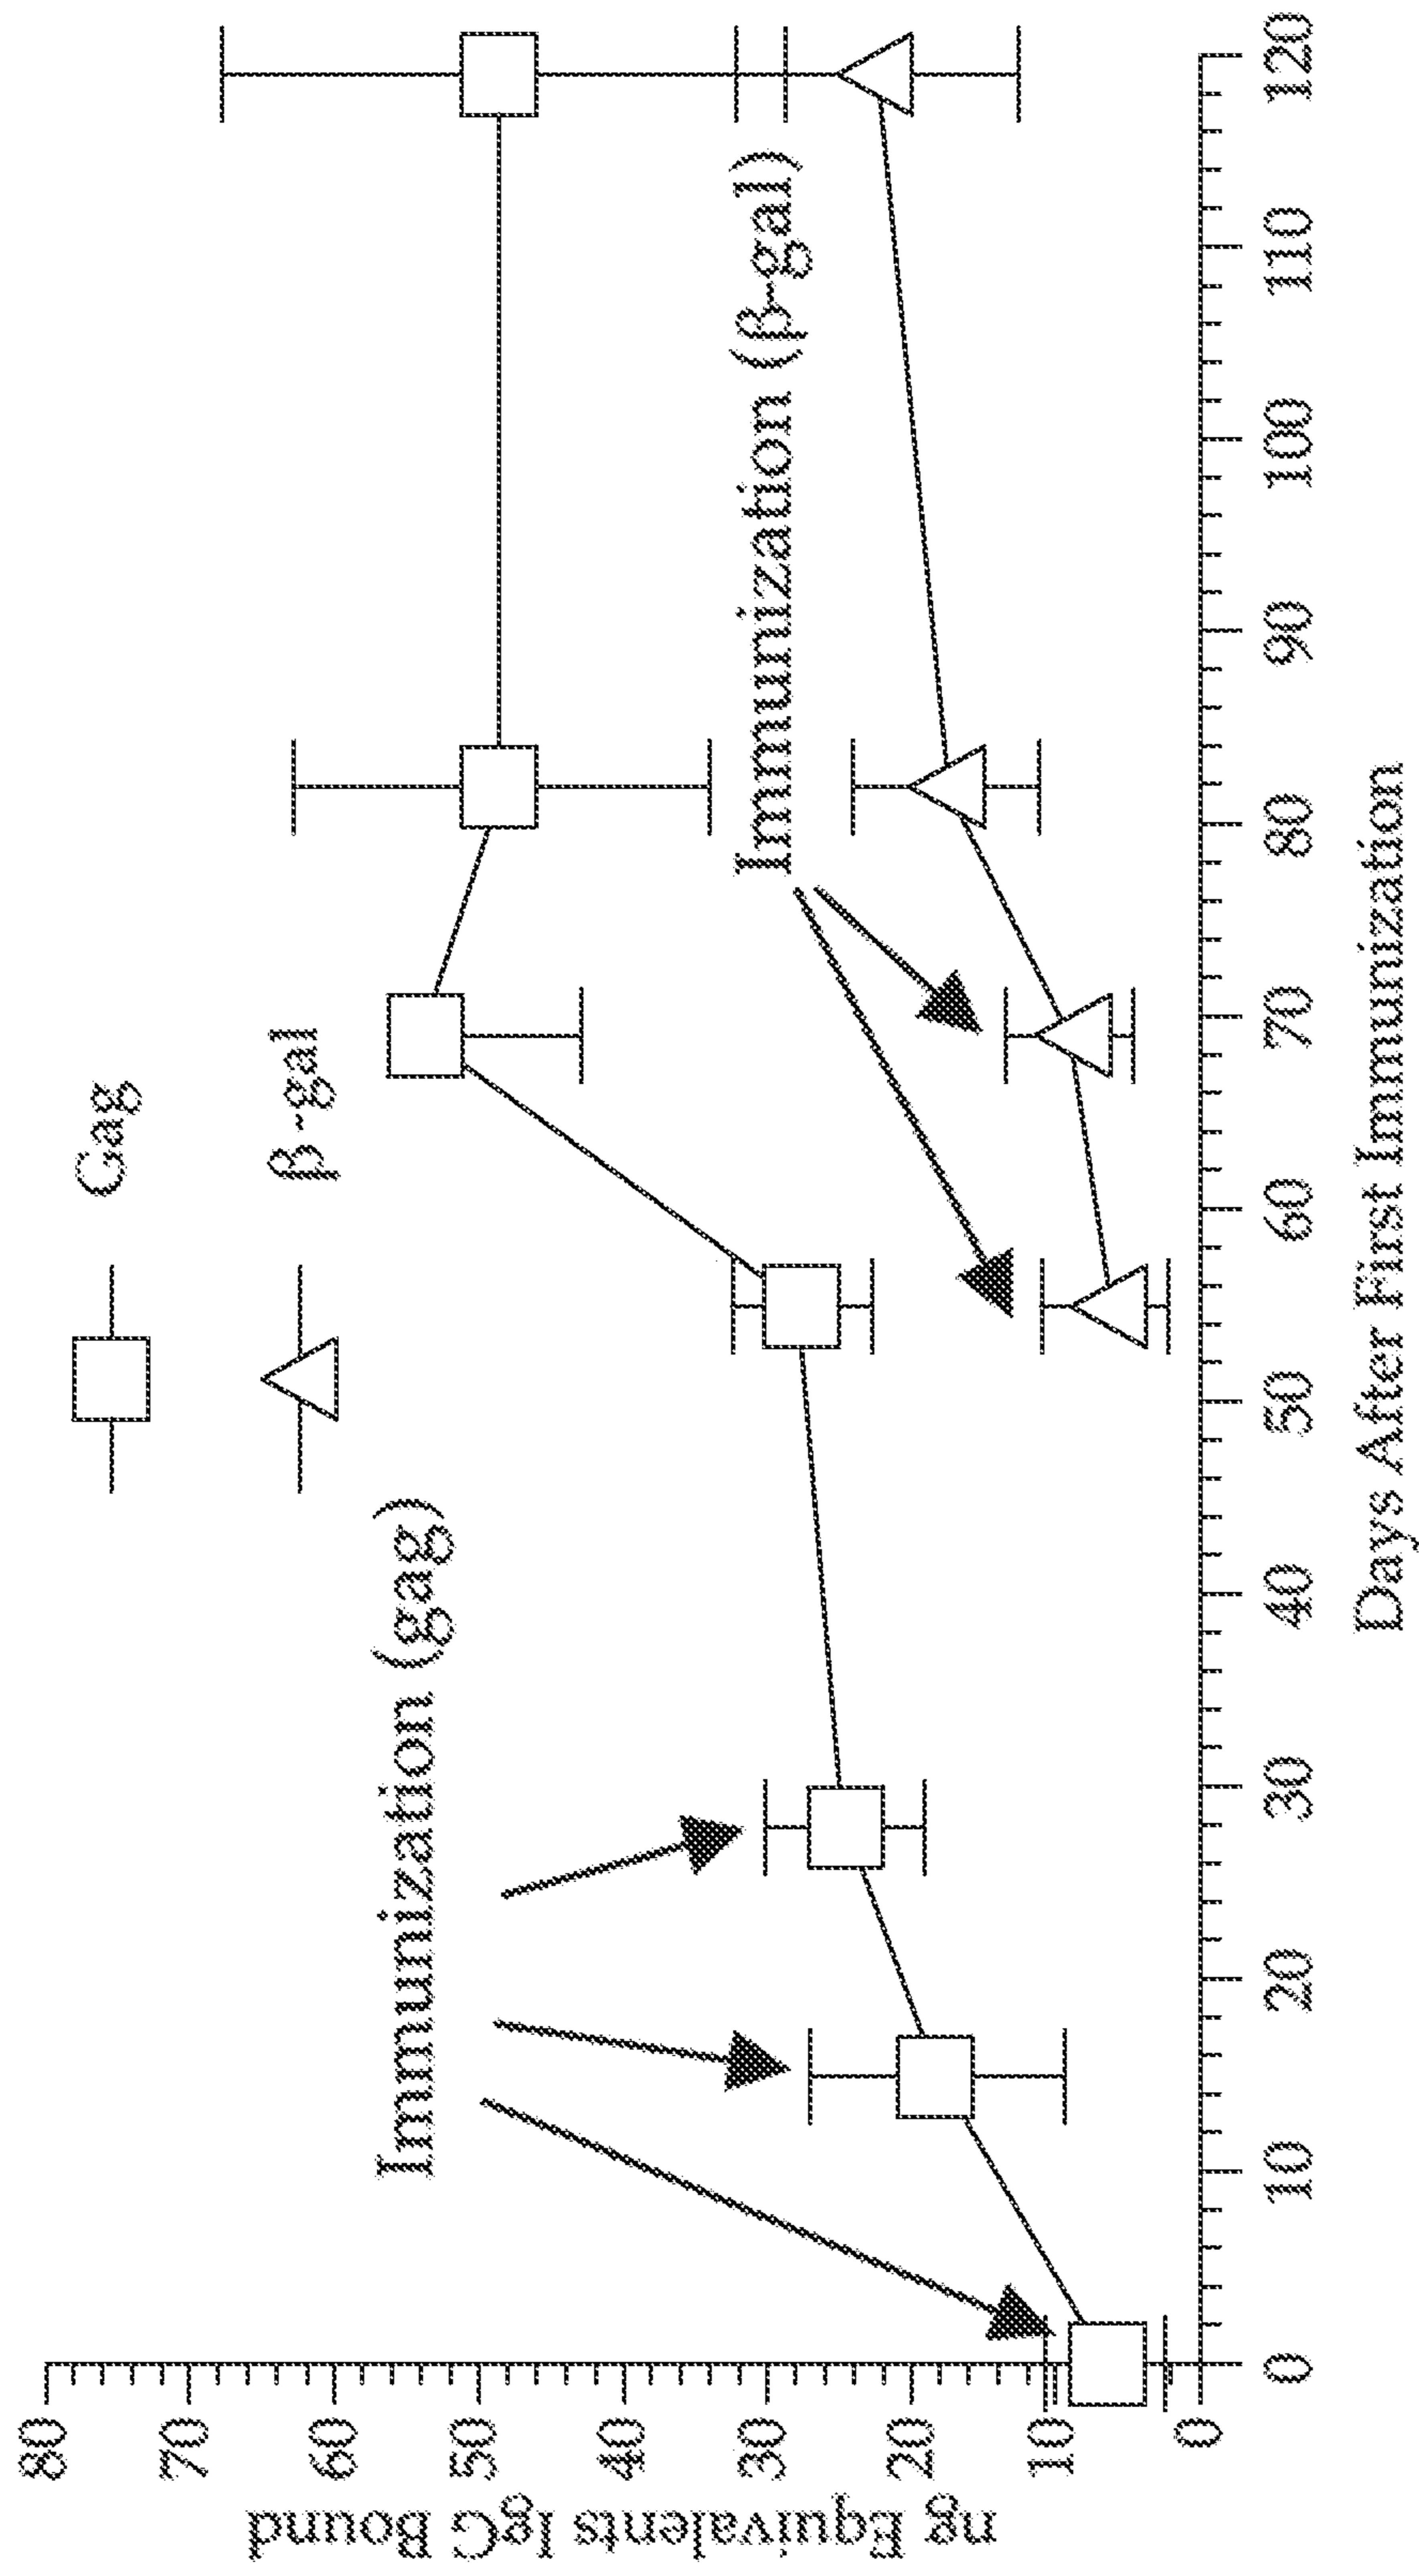 Gag
β-gal
Immunization (gag)
Immunization (β-gal)
ng Equivalents IgG Bound
80
70
60
50
40
30
20
10
0
0 10 20 30 40 50 60 70 80 90 100 110 120
Days After First Immunization